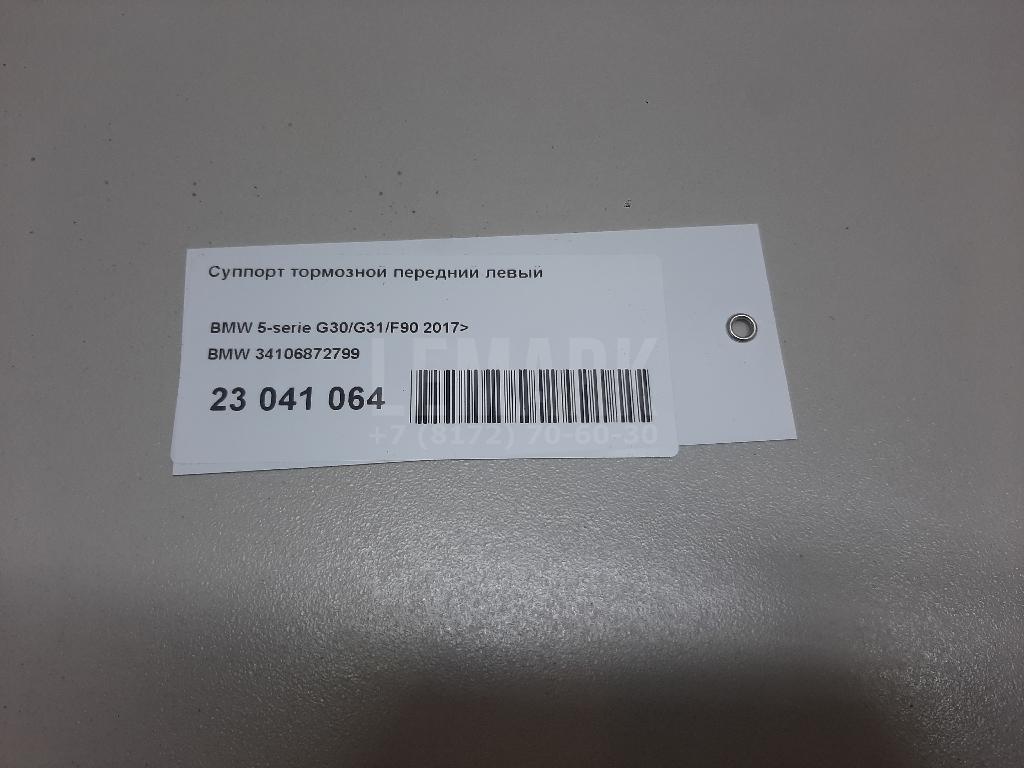 Суппорт тормозной переднии левый
BMW 5-serie G30/G31/F90 2017>
BMW 34106872799
23 041 064
LEMARK
+7 (8172) 70-60-30